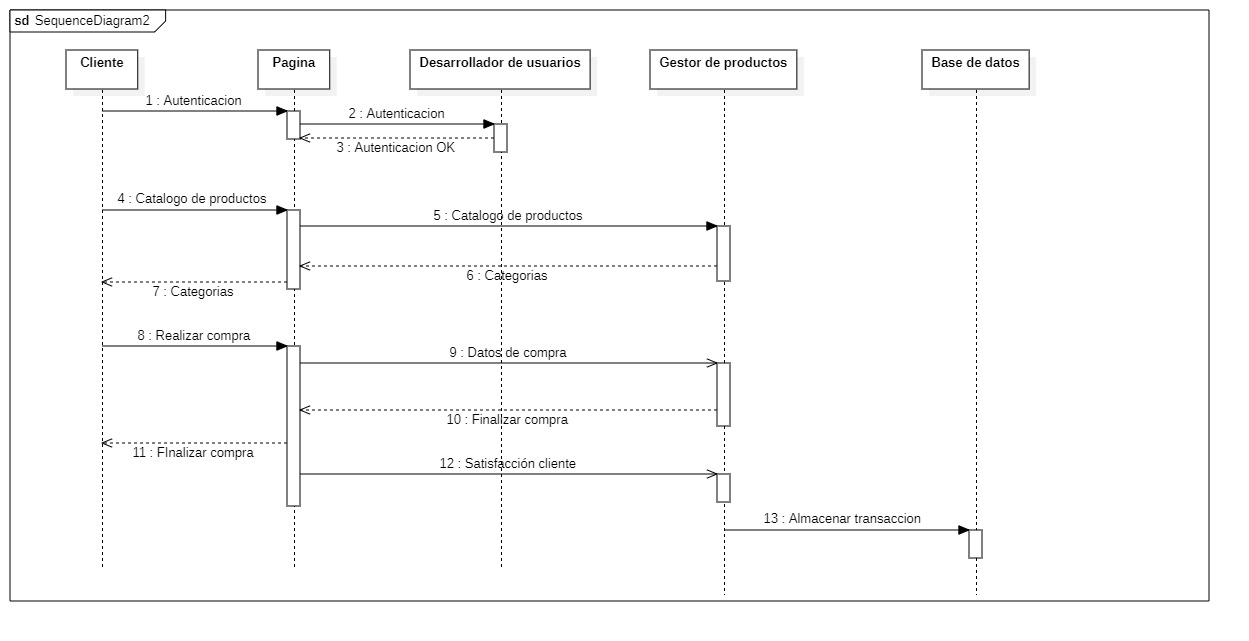 sd SequenceDiagram2
Cliente
Pagina
Desarrollador de usuarios
Gestor de productos
Base de datos
1 : Autenticacion
2 : Autenticacion
3 : Autenticacion OK
4 : Catalogo de productos
5 : Catalogo de productos
6 : Categorias
7 : Categorias
8 : Realizar compra
9 : Datos de compra
10 : Finalizar compra
11 : FInalizar compra
12 : Satisfacción cliente
13 : Almacenar transaccion